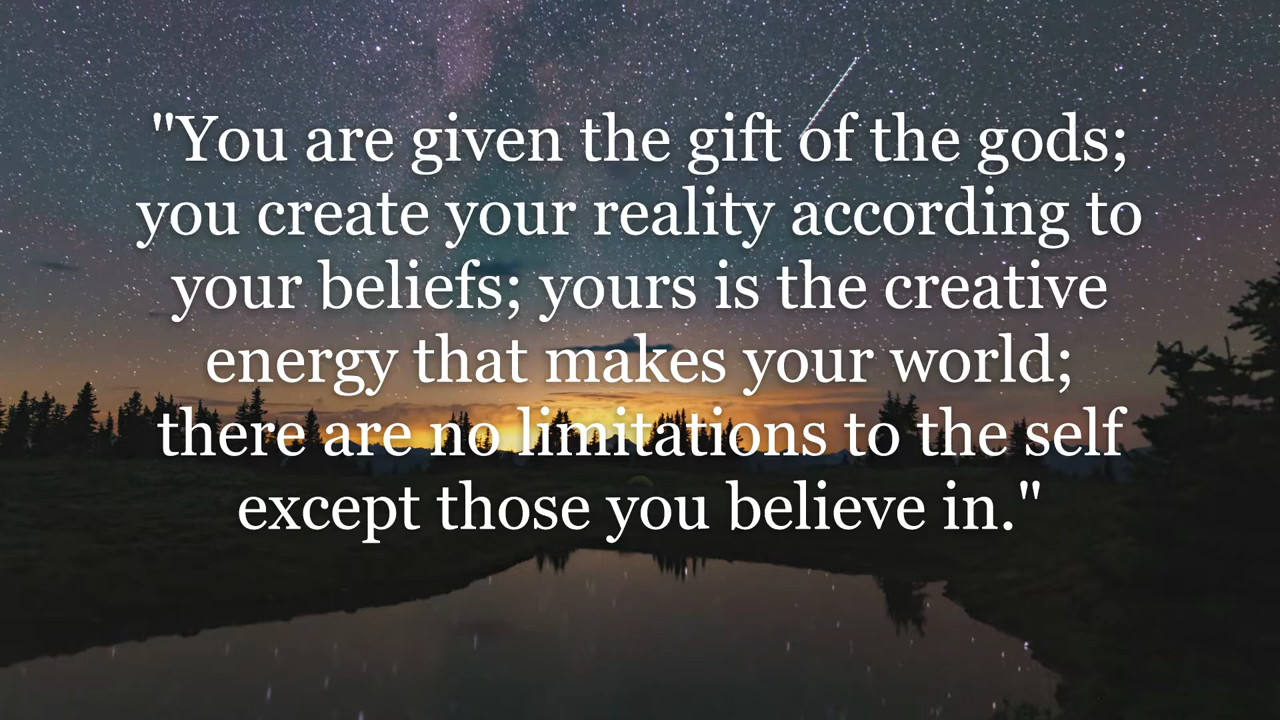 "You are given the gift of the gods;
you create your reality according to
your beliefs; yours is the creative
energy that makes your world;
there are no limitations to the self
except those you believe in."